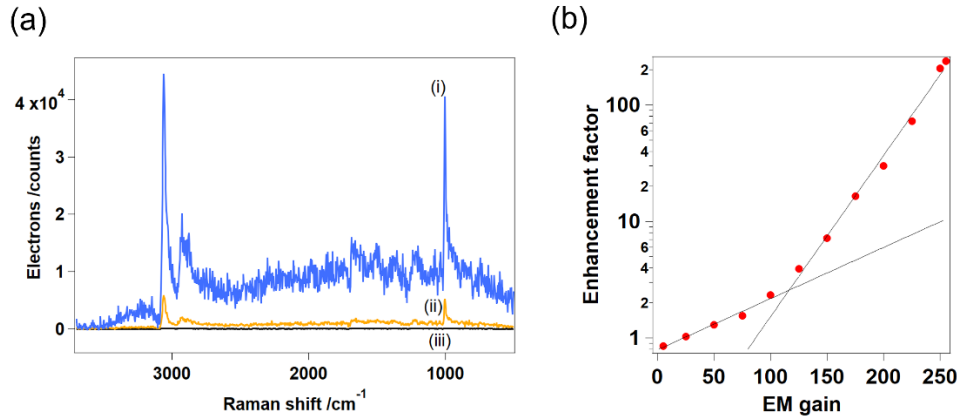 (a)
(b)
Electrons /counts
4 x10⁴
3
2
1
0
(i)
(ii)
(iii)
3000
2000
1000
Raman shift /cm⁻¹
Enhancement factor
2
100
6
4
2
10
6
4
2
1
0
50
100
150
200
250
EM gain